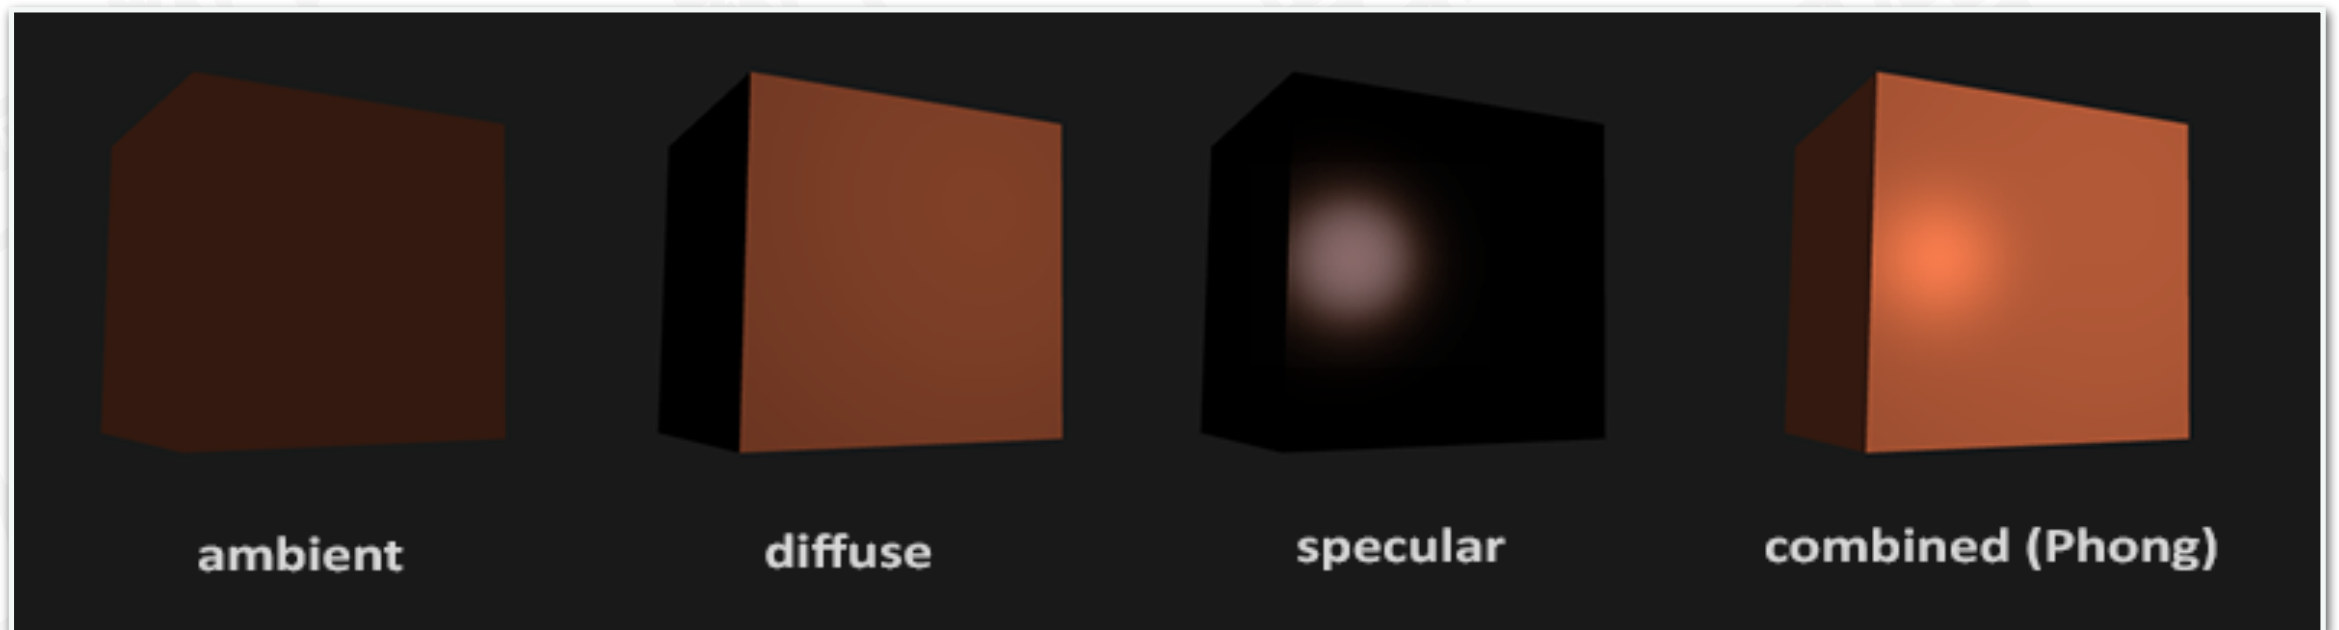 ambient
diffuse
specular
combined (Phong)